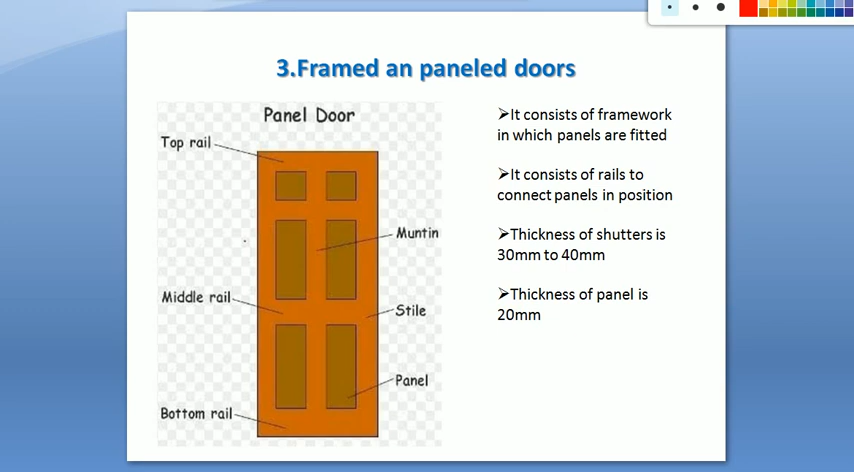 3.Framed an paneled doors
Panel Door
Top rail
Muntin
Middle rail
Stile
Panel
Bottom rail
➢It consists of framework
in which panels are fitted
➢It consists of rails to
connect panels in position
➢Thickness of shutters is
30mm to 40mm
➢Thickness of panel is
20mm